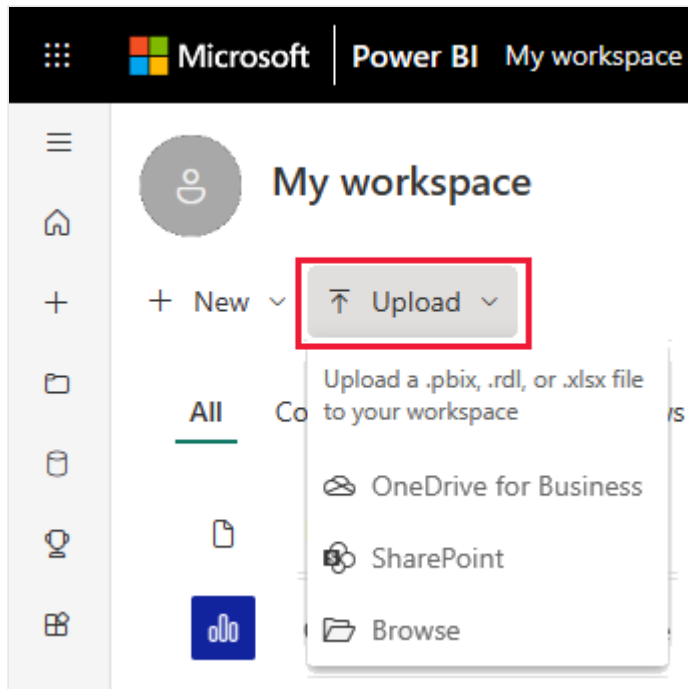 Microsoft Power BI My workspace
My workspace
New Upload
Upload a .pbix, .rdl, or .xlsx file
to your workspace
All Co
OneDrive for Business
SharePoint
Browse